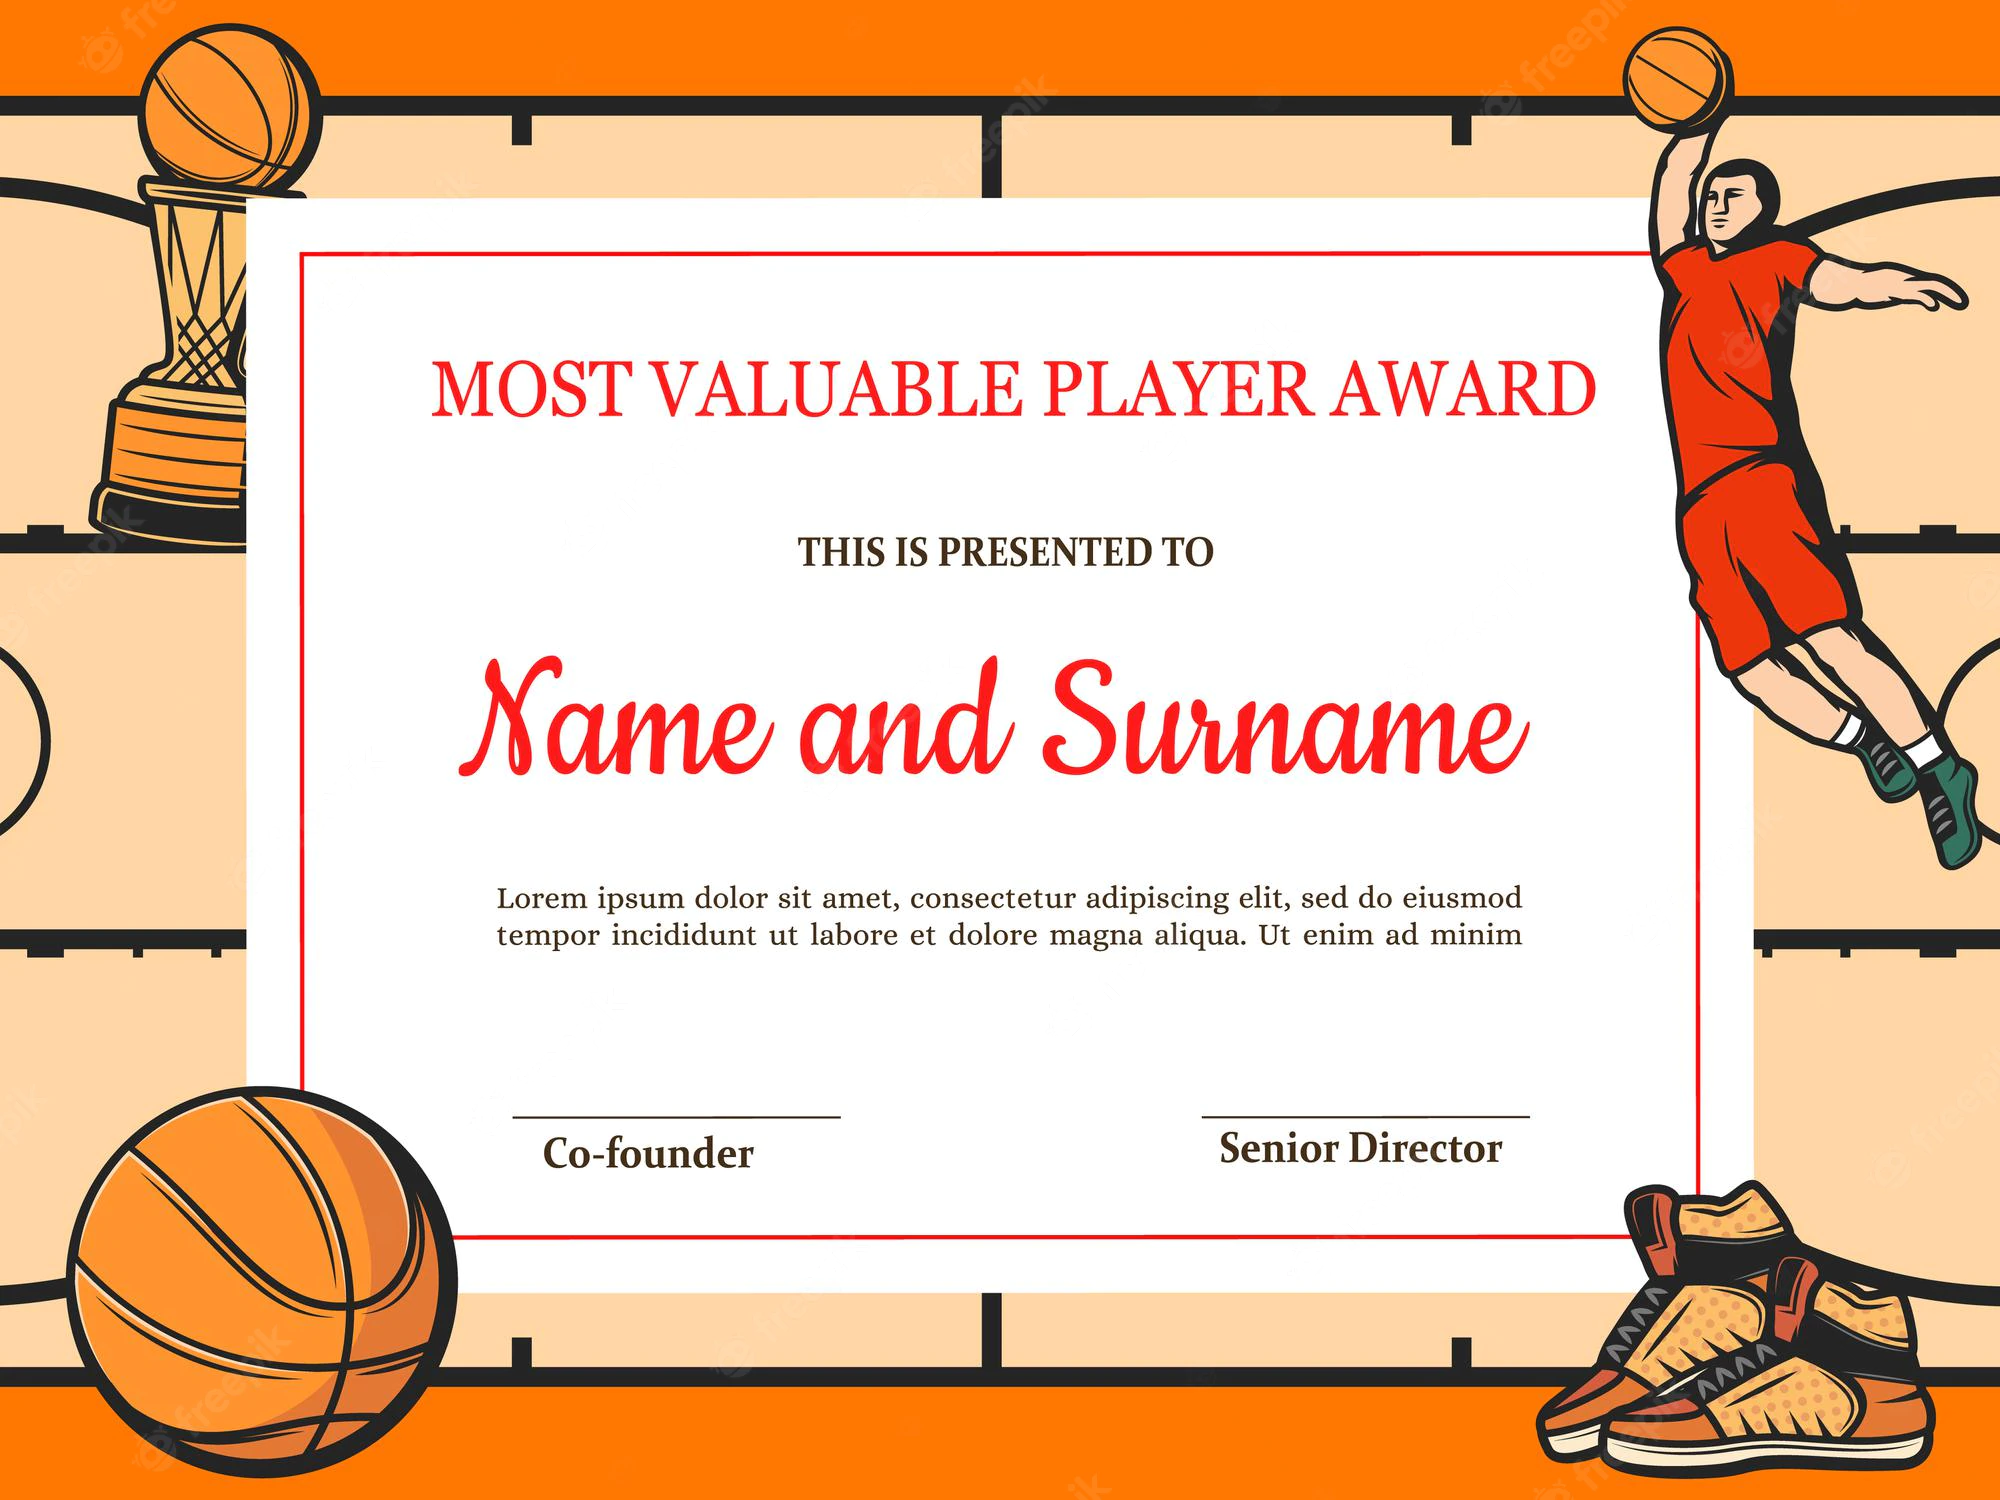 MOST VALUABLE PLAYER AWARD
THIS IS PRESENTED TO
Name and Surname
Lorem ipsum dolor sit amet, consectetur adipiscing elit, sed do eiusmod
tempor incididunt ut labore et dolore magna aliqua. Ut enim ad minim
Co-founder
Senior Director